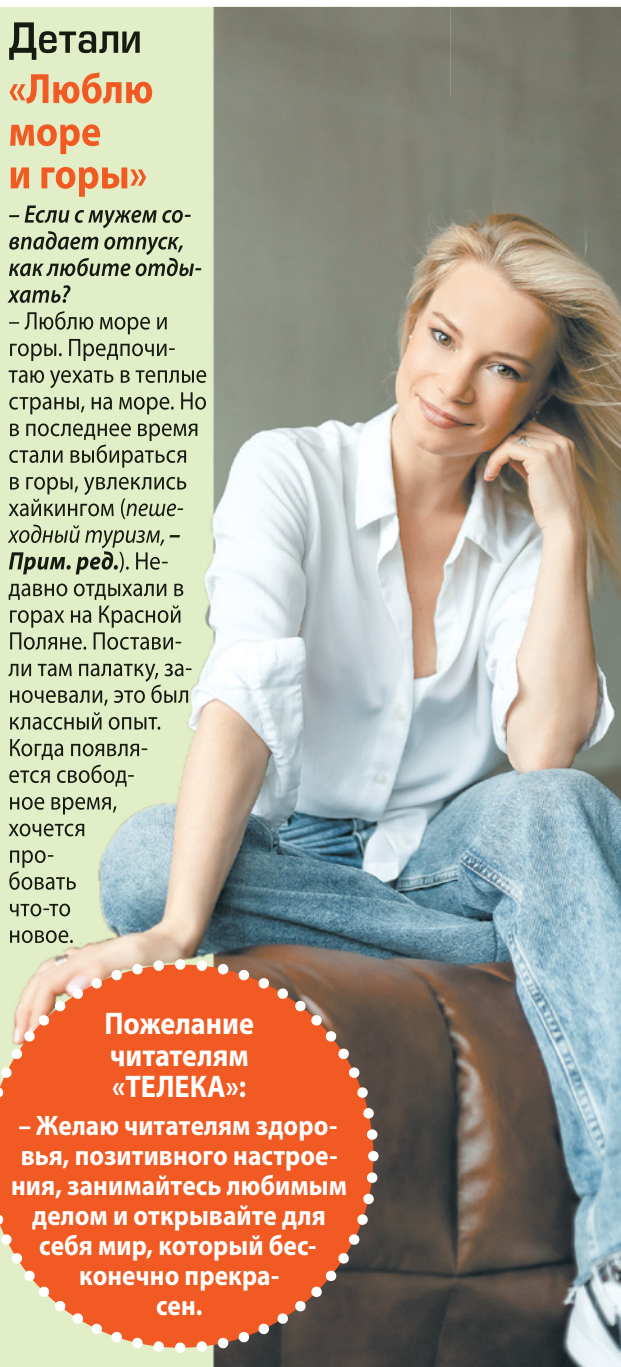 Детали
«Люблю
море
и горы»
– Если с мужем со-
впадает отпуск,
как любите отды-
хать?
– Люблю море и
горы. Предпочи-
таю уехать в теплые
страны, на море. Но
в последнее время
стали выбираться
в горы, увлеклись
хайкингом (пеше-
ходный туризм, –
Прим. ред.). Не-
давно отдыхали в
горах на Красной
Поляне. Постави-
ли там палатку, за-
ночевали, это был
классный опыт.
Когда появля-
ется свобод-
ное время,
хочется
про-
бовать
что-то
новое.
Пожелание
читателям
«ТЕЛЕКА»:
– Желаю читателям здоро-
вья, позитивного настрое-
ния, занимайтесь любимым
делом и открывайте для
себя мир, который бес-
конечно прекра-
сен.